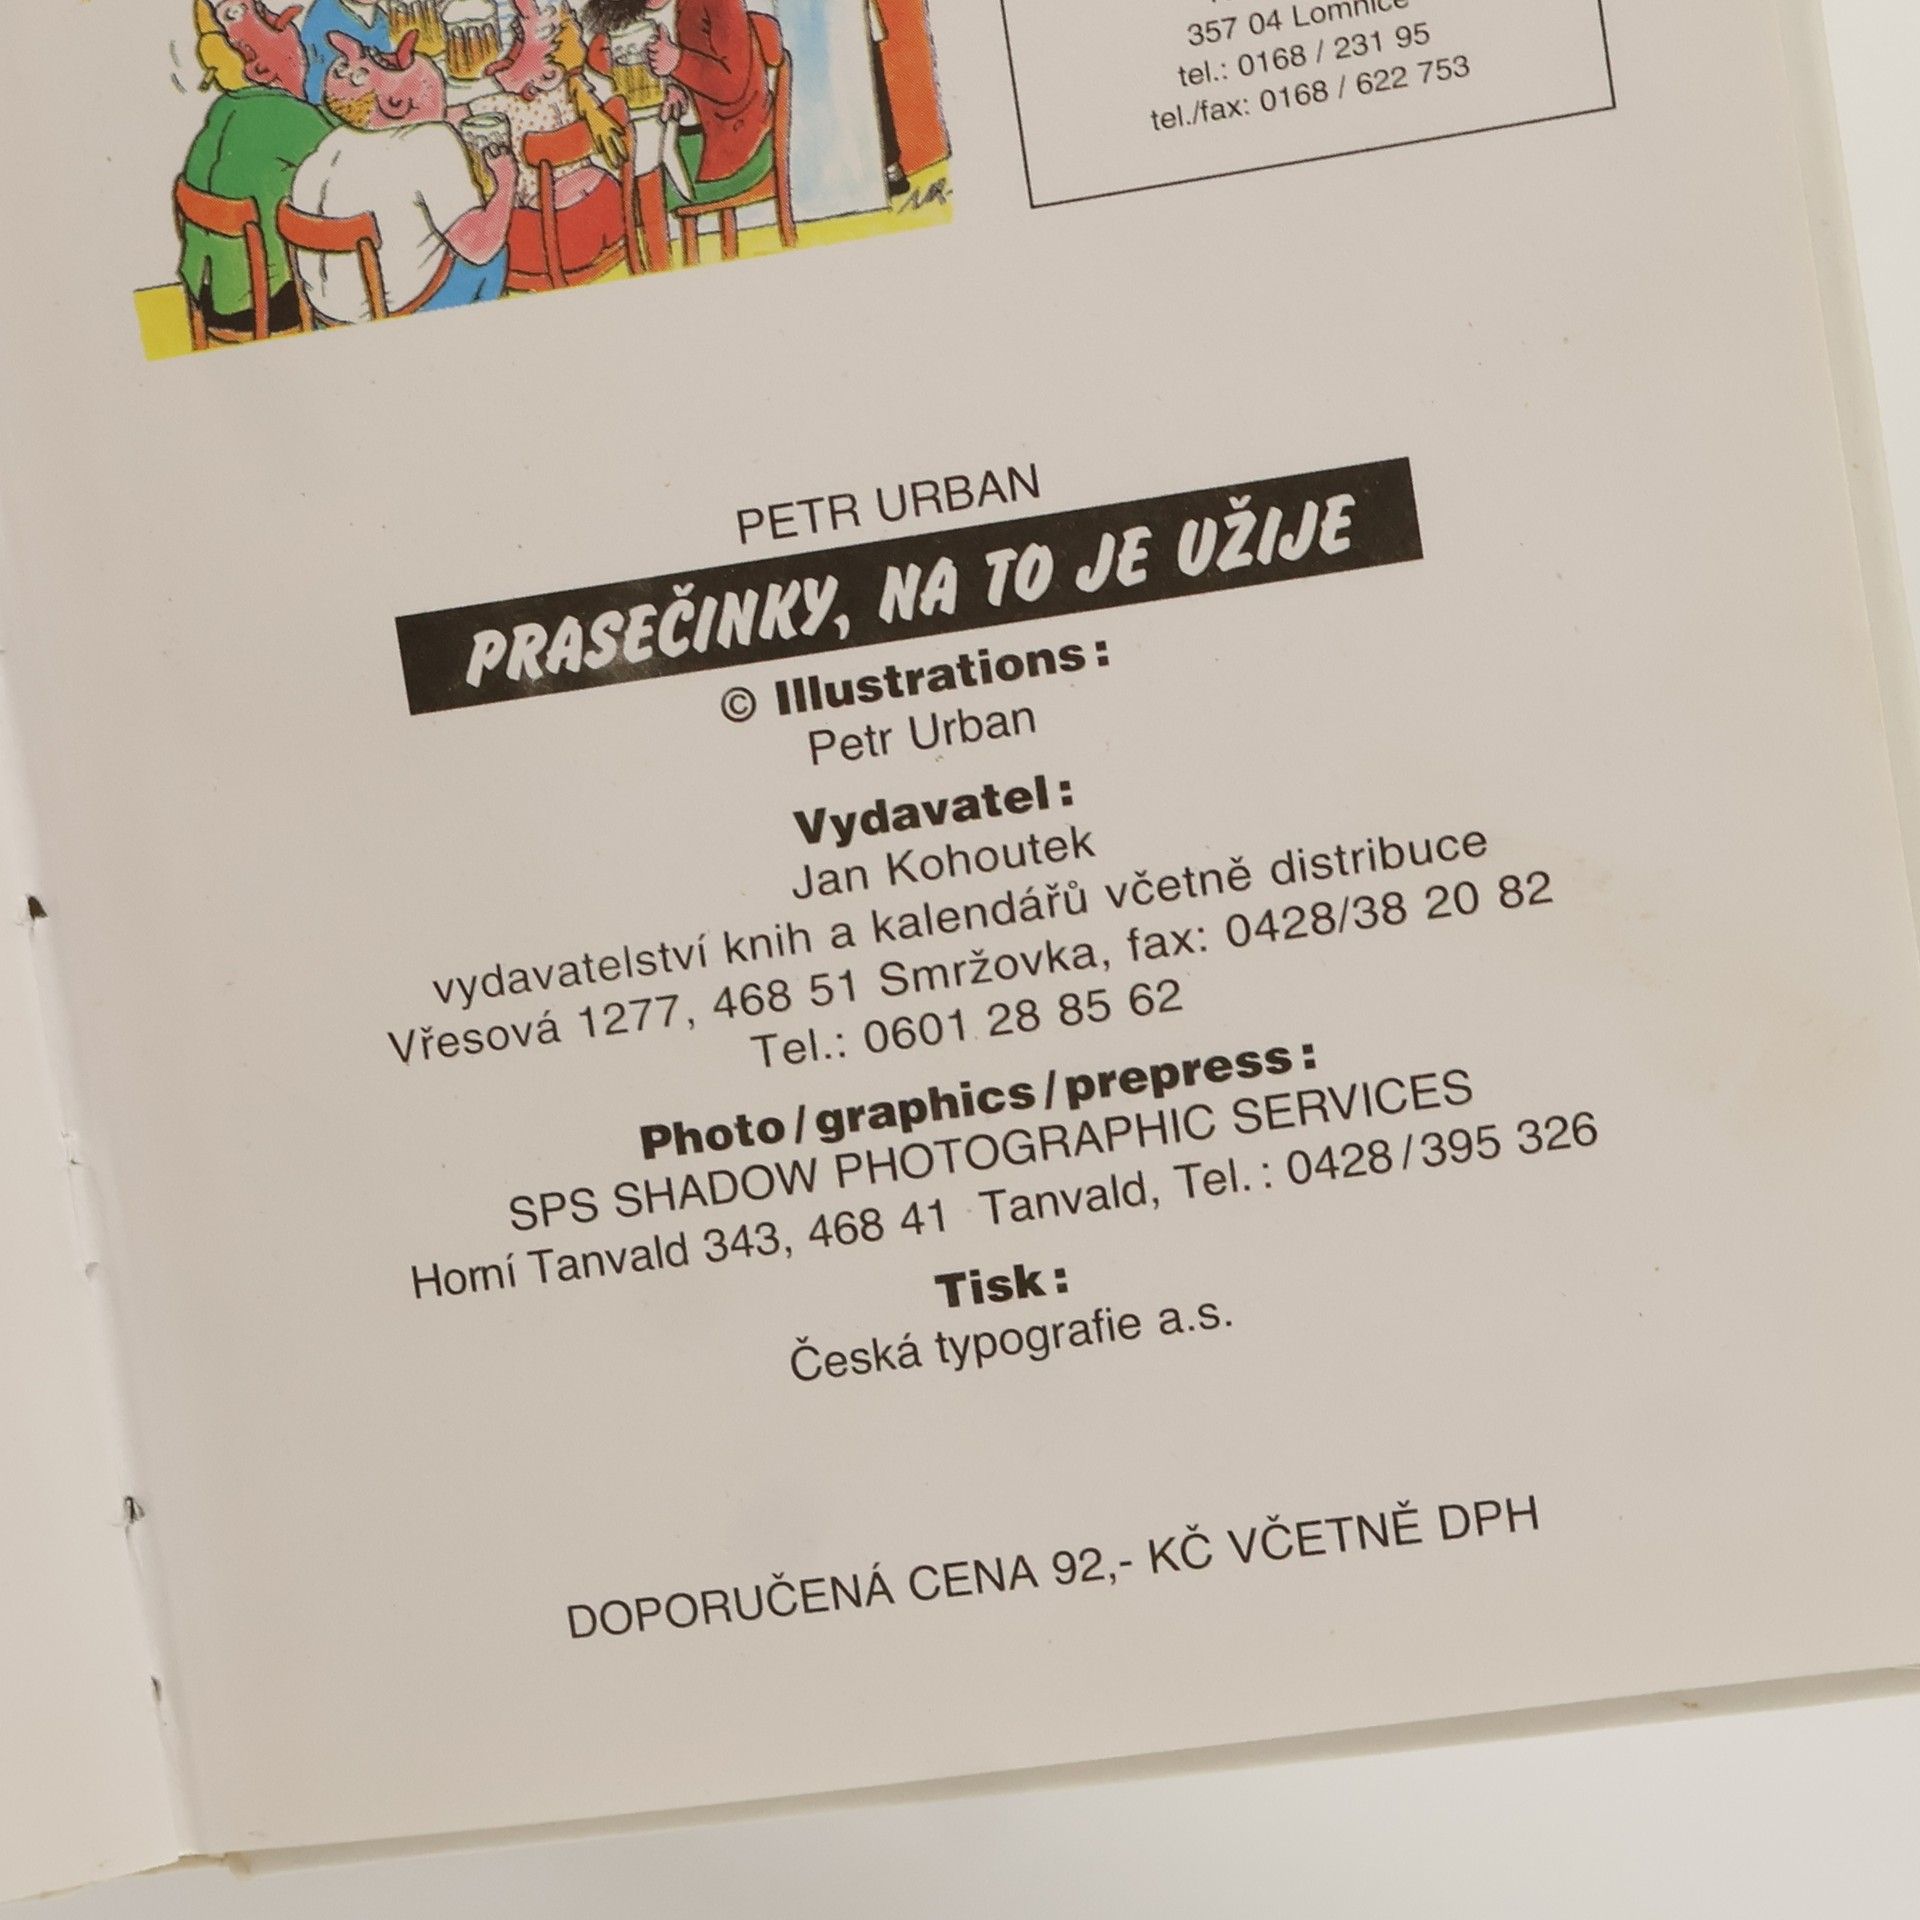 357 04 Lomnice
tel.: 0168 / 231 95
tel./fax: 0168 / 622 753
PETR URBAN
PRASEČINKY, NA TO JE UŽIJE
© Illustrations:
Petr Urban
Vydavatel:
Jan Kohoutek
vydavatelství knih a kalendářů včetně distribuce
Vřesová 1277, 468 51 Smržovka, fax: 0428/38 20 82
Tel.: 0601 28 85 62
Photo/graphics/prepress:
SPS SHADOW PHOTOGRAPHIC SERVICES
Horní Tanvald 343, 468 41 Tanvald, Tel.: 0428/395 326
Tisk:
Česká typografie a.s.
DOPORUČENÁ CENA 92,- KČ VČETNĚ DPH